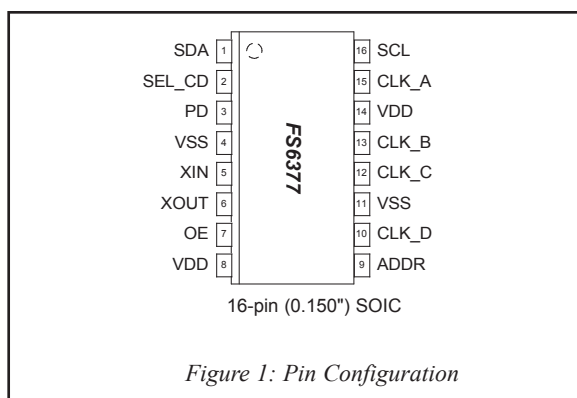 SDA 1 16 SCL
SEL_CD 2 15 CLK_A
PD 3 14 VDD
VSS 4 13 CLK_B
XIN 5 12 CLK_C
XOUT 6 11 VSS
OE 7 10 CLK_D
VDD 8 9 ADDR
FS6377
16-pin (0.150") SOIC
Figure 1: Pin Configuration